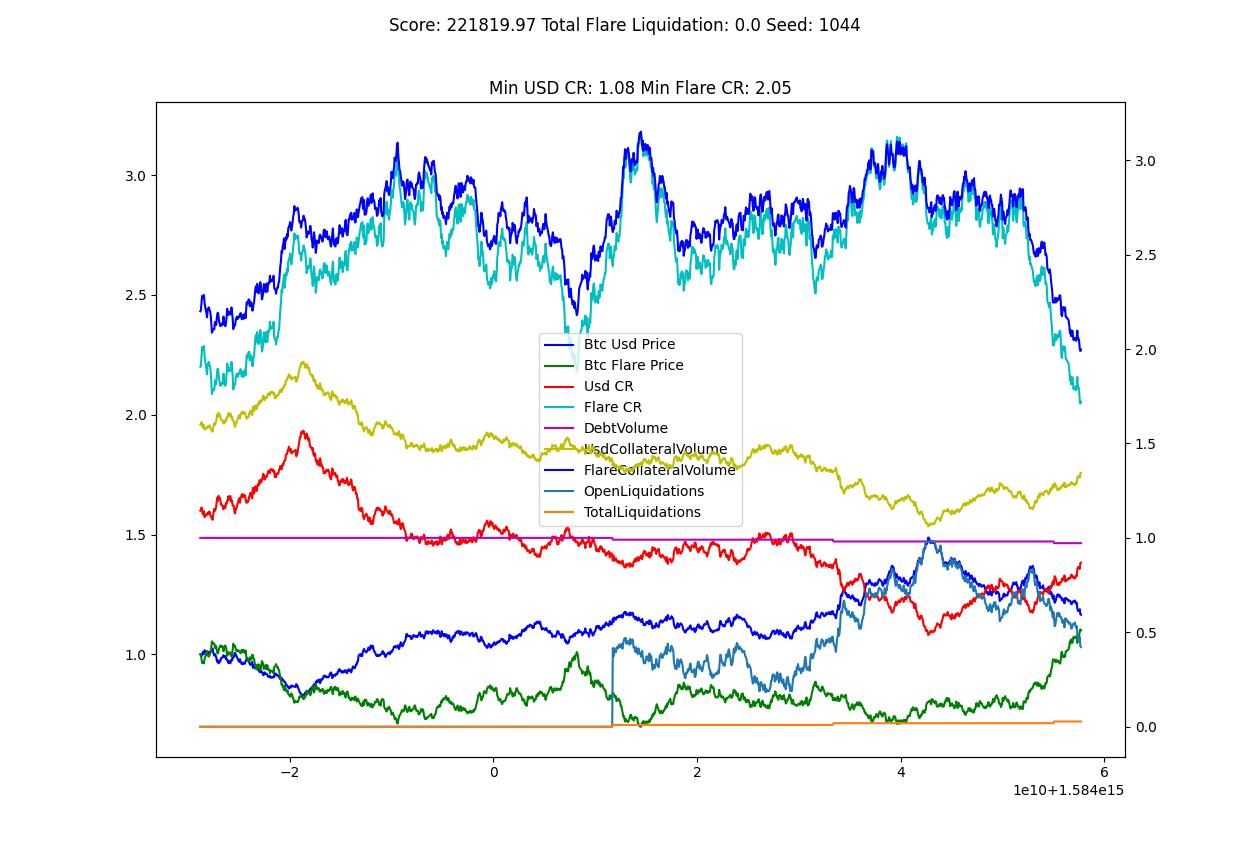 Score: 221819.97 Total Flare Liquidation: 0.0 Seed: 1044
Min USD CR: 1.08 Min Flare CR: 2.05
3.0
2.5
2.0
1.5
1.0
3.0
2.5
2.0
1.5
1.0
0.5
0.0
Btc Usd Price
Btc Flare Price
Usd CR
Flare CR
DebtVolume
UsdCollateralVolume
FlareCollateralVolume
OpenLiquidations
TotalLiquidations
−2 0 2 4 6
1e10+1.584e15